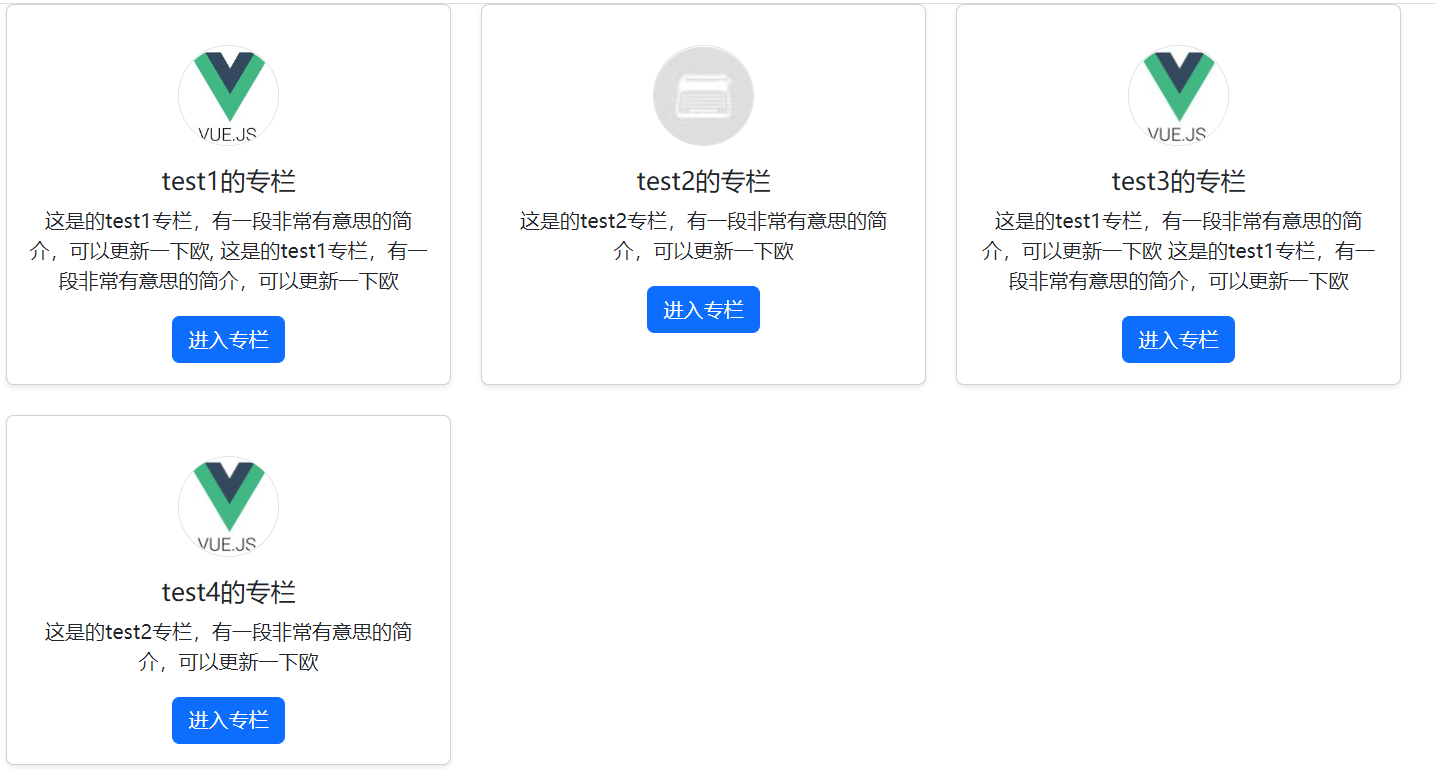 VUE.JS
test1的专栏
这是的test1专栏，有一段非常有意思的简
介，可以更新一下欧, 这是的test1专栏，有一
段非常有意思的简介，可以更新一下欧
进入专栏
test2的专栏
这是的test2专栏，有一段非常有意思的简
介，可以更新一下欧
进入专栏
VUE.JS
test3的专栏
这是的test1专栏，有一段非常有意思的简
介，可以更新一下欧 这是的test1专栏，有一
段非常有意思的简介，可以更新一下欧
进入专栏
VUE.JS
test4的专栏
这是的test2专栏，有一段非常有意思的简
介，可以更新一下欧
进入专栏